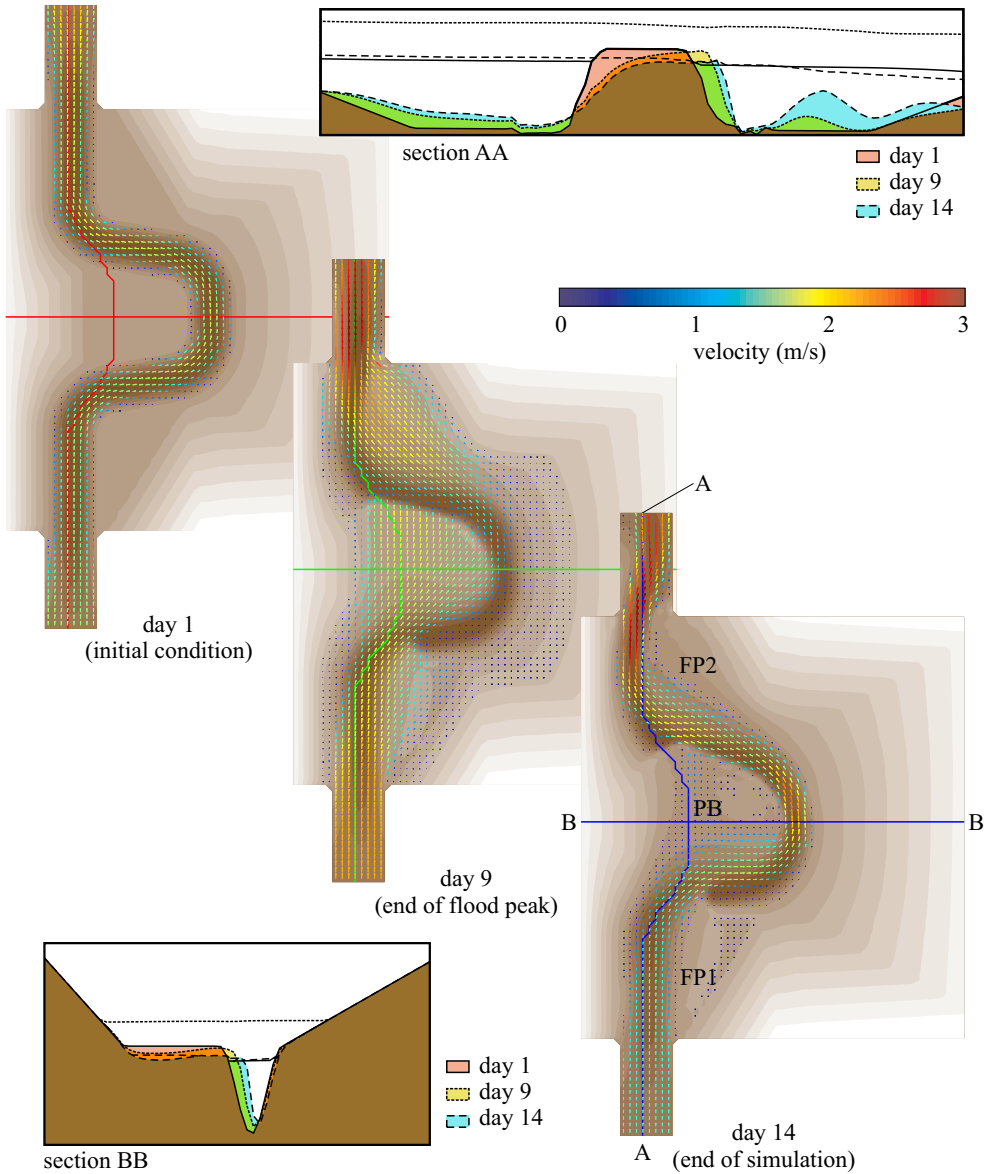 section AA
day 1
day 9
day 14
0
1
2
3
velocity (m/s)
A
day 1
(initial condition)
FP2
B
PB
B
day 9
(end of flood peak)
FP1
day 1
day 9
day 14
section BB
A
day 14
(end of simulation)